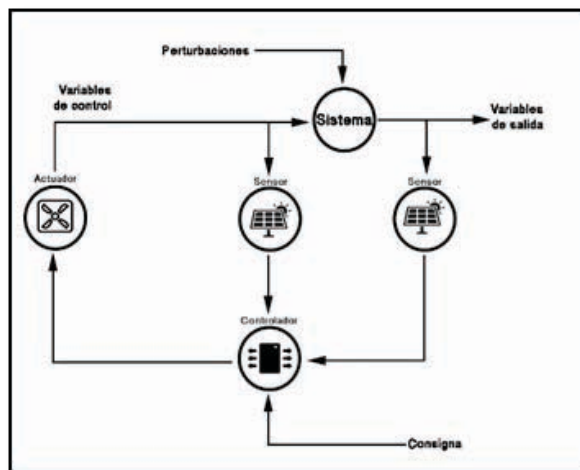 Perturbaciones
Variables
de control
Sistema
Variables
de salida
Actuador
Sensor
Sensor
Controlador
Consigna